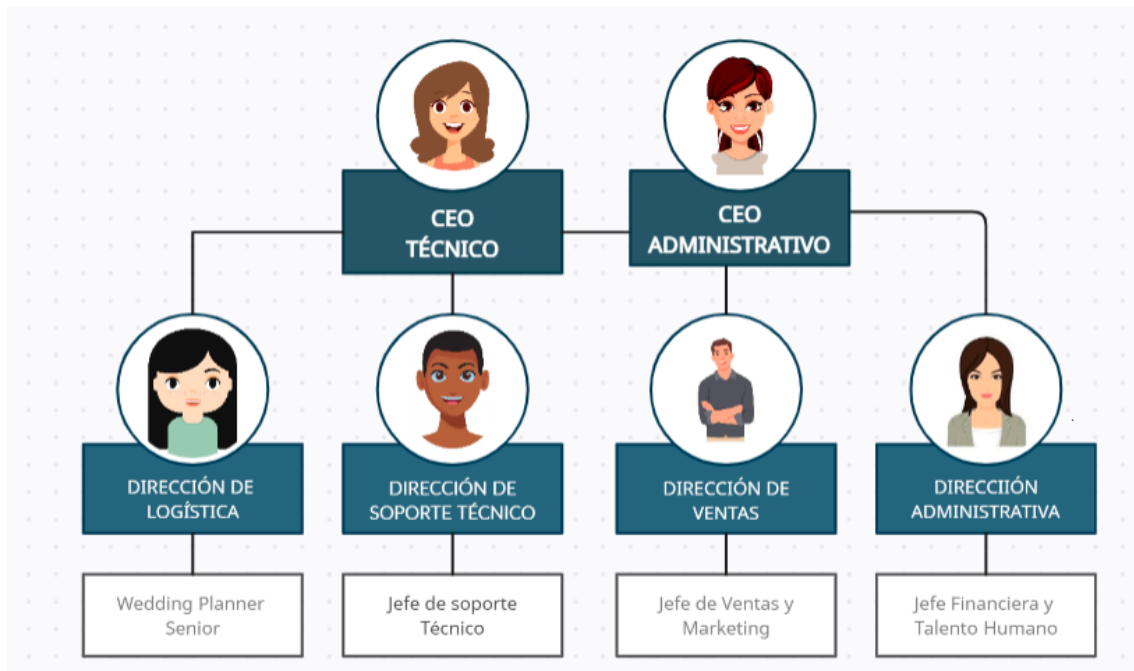 CEO
TÉCNICO
CEO
ADMINISTRATIVO
DIRECCIÓN DE
LOGÍSTICA
DIRECCIÓN DE
SOPORTE TÉCNICO
DIRECCIÓN DE
VENTAS
DIRECCIIÓN
ADMINISTRATIVA
Wedding Planner
Senior
Jefe de soporte
Técnico
Jefe de Ventas y
Marketing
Jefe Financiera y
Talento Humano